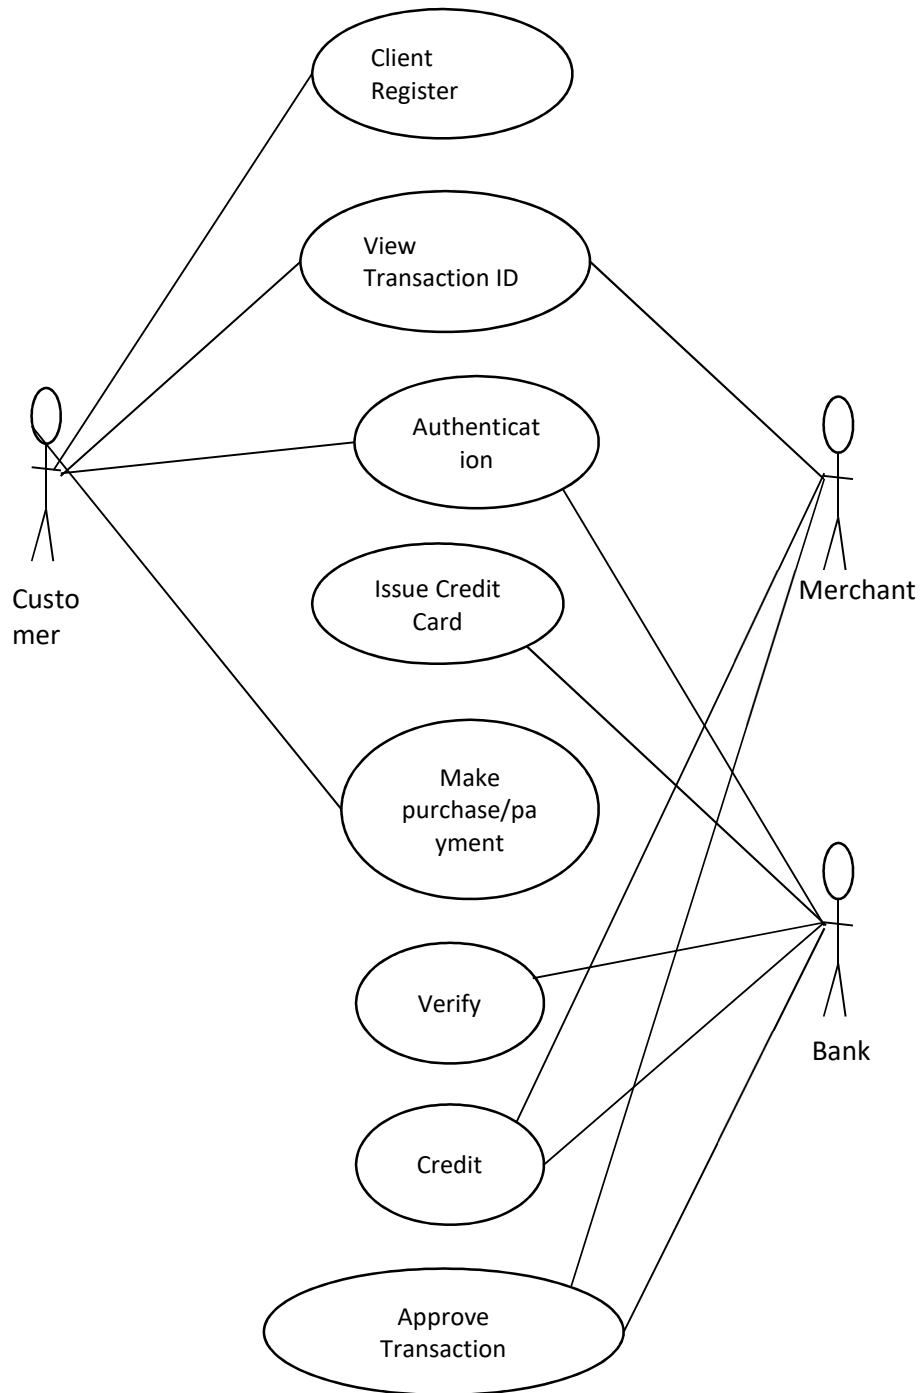 Client
Register
View
Transaction ID
Authenticat
ion
Custo
mer
Issue Credit
Card
Merchant
Make
purchase/pa
yment
Verify
Bank
Credit
Approve
Transaction